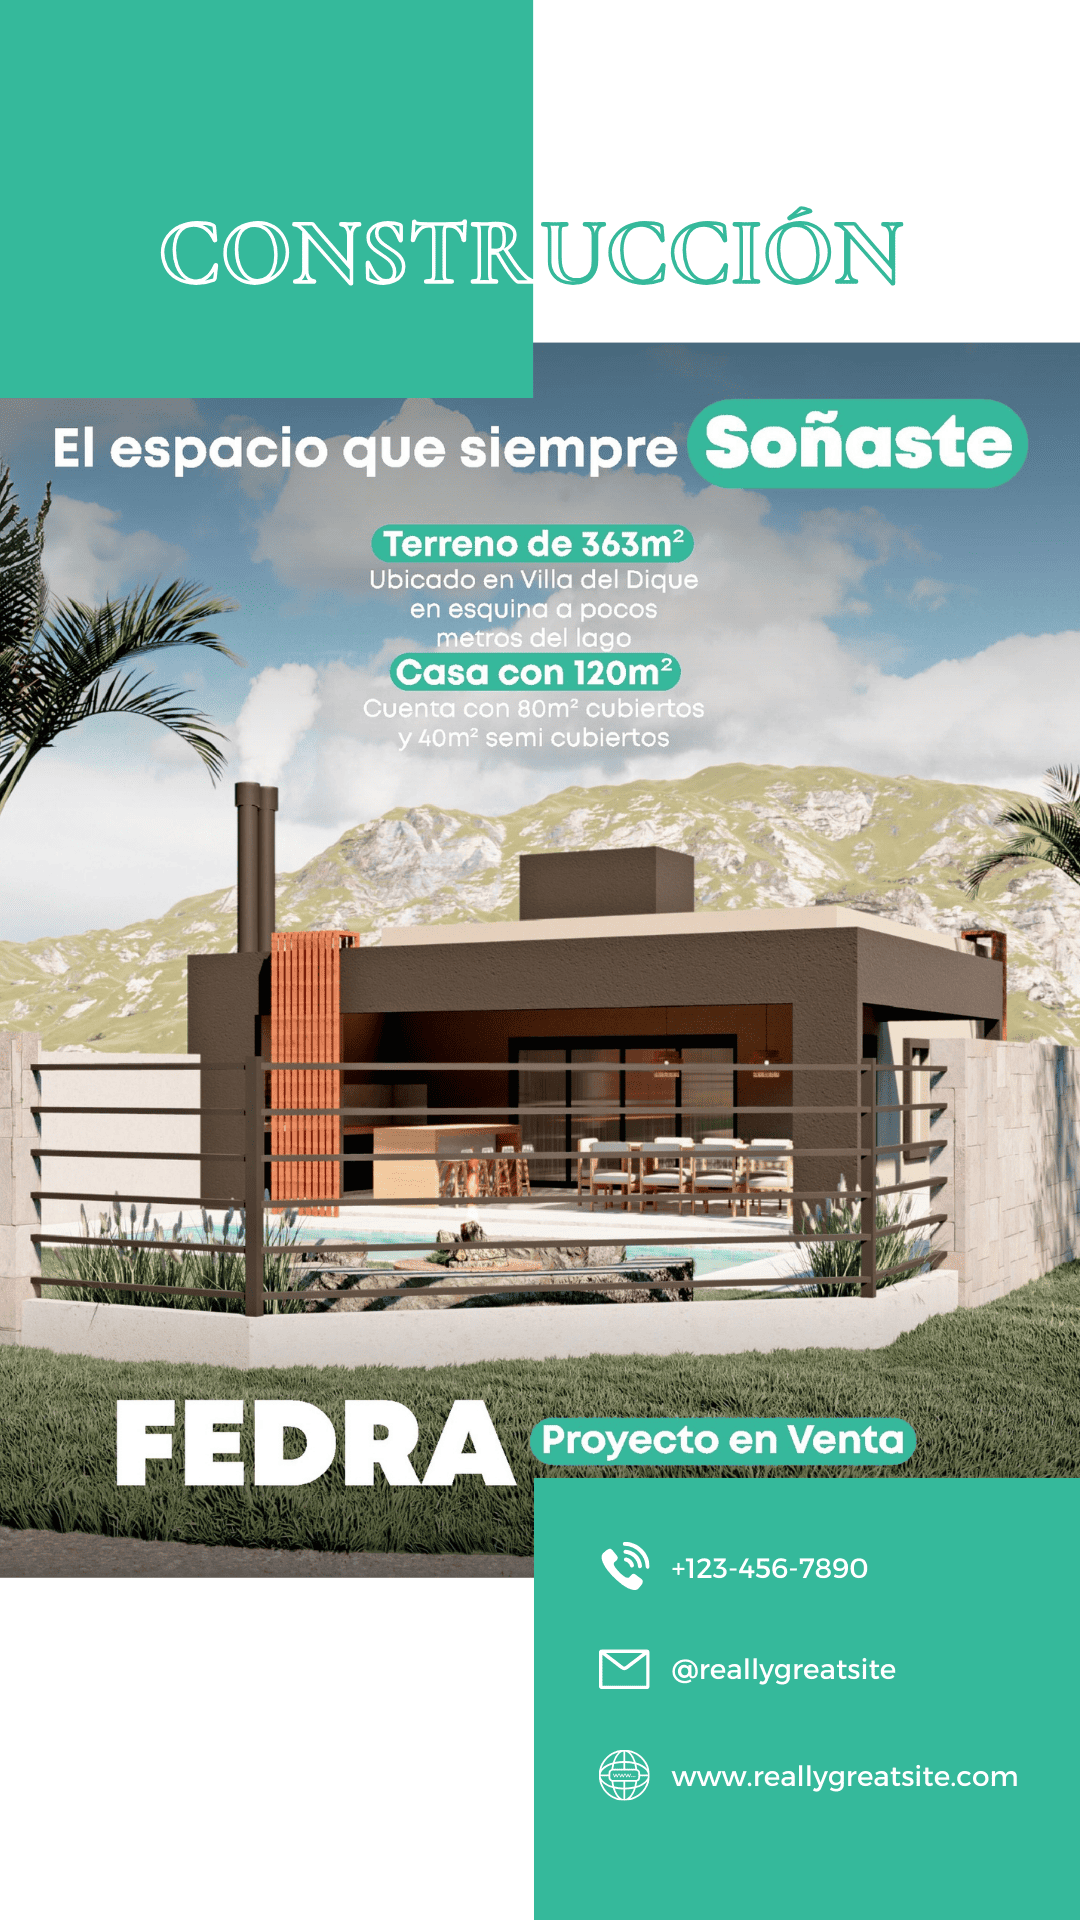 CONSTRUCCIÓN
El espacio que siempre Soñaste
Terreno de 363m²
Ubicado en Villa del Dique
en esquina a pocos
metros del lago
Casa con 120m²
Cuenta con 80m² cubiertos
y 40m² semi cubiertos
FEDRA Proyecto en Venta
+123-456-7890
@reallygreatsite
www.reallygreatsite.com